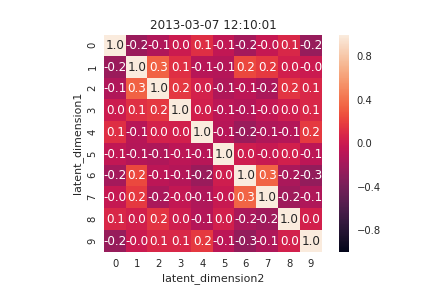 2013-03-07 12:10:01
0 1.0 -0.2 -0.1 0.0 0.1 -0.1 -0.2 -0.0 0.1 -0.2
1 -0.2 1.0 0.3 0.1 -0.1 -0.1 0.2 0.2 0.0 -0.0
2 -0.1 0.3 1.0 0.2 0.0 -0.1 -0.1 -0.2 0.2 0.1
3 0.0 0.1 0.2 1.0 0.0 -0.1 -0.1 -0.0 0.0 0.1
4 0.1 -0.1 0.0 0.0 1.0 -0.1 -0.2 -0.1 -0.1 0.2
5 -0.1 -0.1 -0.1 -0.1 -0.1 1.0 0.0 -0.0 0.0 -0.1
6 -0.2 0.2 -0.1 -0.1 -0.2 0.0 1.0 0.3 -0.2 -0.3
7 -0.0 0.2 -0.2 -0.0 -0.1 -0.0 0.3 1.0 -0.2 -0.1
8 0.1 0.0 0.2 0.0 -0.1 0.0 -0.2 -0.2 1.0 0.0
9 -0.2 -0.0 0.1 0.1 0.2 -0.1 -0.3 -0.1 0.0 1.0
0 1 2 3 4 5 6 7 8 9
latent_dimension2
latent_dimension1
0.8
0.4
0.0
−0.4
−0.8